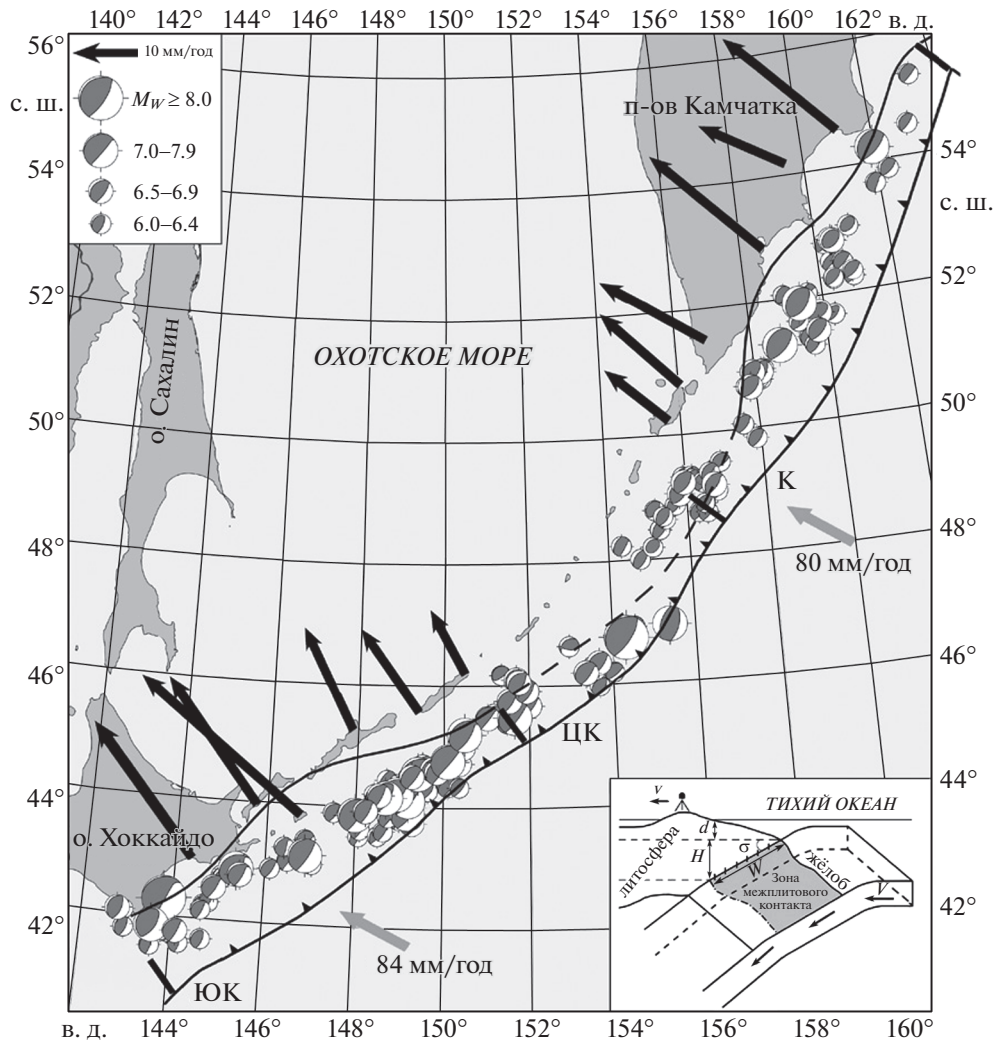 140° 142° 144° 146° 148° 150° 152° 154° 156° 158° 160° 162° в. д.
56°
с. ш.
54°
52°
50°
48°
46°
44°
42°
10 мм/год
M_W ≥ 8.0
7.0–7.9
6.5–6.9
6.0–6.4
п-ов Камчатка
54°
с. ш.
52°
50°
48°
46°
44°
42°
о. Сахалин
ОХОТСКОЕ МОРЕ
К
80 мм/год
ЦК
о. Хоккайдо
84 мм/год
ЮК
v
ТИХИЙ ОКЕАН
литосфера
d
H
σ
W
жёлоб
Зона
межплитового
контакта
V
в. д. 144° 146° 148° 150° 152° 154° 156° 158° 160°